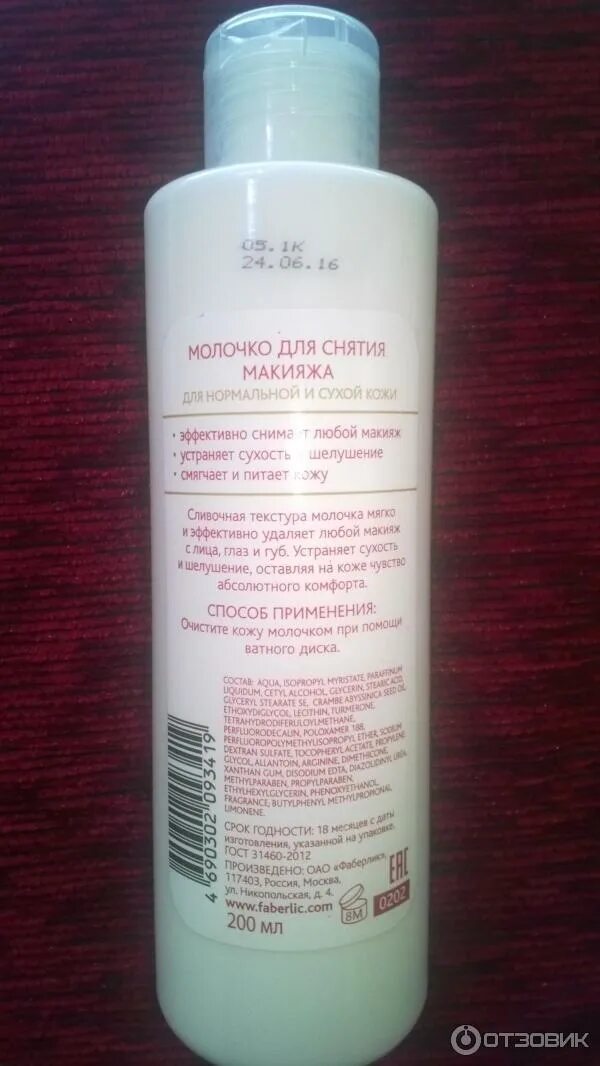 05.1K
24.06.16
МОЛОЧКО ДЛЯ СНЯТИЯ
МАКИЯЖА
ДЛЯ НОРМАЛЬНОЙ И СУХОЙ КОЖИ
• эффективно снимает любой макияж
• устраняет сухость и шелушение
• смягчает и питает кожу
Сливочная текстура молочка мягко
и эффективно удаляет любой макияж
с лица, глаз и губ. Устраняет сухость
и шелушение, оставляя на коже чувство
абсолютного комфорта.
СПОСОБ ПРИМЕНЕНИЯ:
Очистите кожу молочком при помощи
ватного диска.
СОСТАВ: AQUA, ISOPROPYL MYRISTATE, PARAFFINUM
LIQUIDUM, CETYL ALCOHOL, GLYCERIN, STEARIC ACID,
GLYCERYL STEARATE SE, CRAMBE ABYSSINICA SEED OIL,
ETHOXYDIGLYCOL, LECITHIN, TURMERONE,
TETRAHYDRODIFERULOYLMETHANE,
PERFLUORODECALIN, POLOXAMER 188,
PERFLUOROPOLYMETHYLISOPROPYL ETHER, SODIUM
DEXTRAN SULFATE, TOCOPHERYL ACETATE, PROPYLENE
GLYCOL, ALLANTOIN, ARGININE, DIMETHICONE,
XANTHAN GUM, DISODIUM EDTA, DIAZOLIDINYL UREA,
METHYLPARABEN, PROPYLPARABEN,
ETHYLHEXYLGLYCERIN, PHENOXYETHANOL,
FRAGRANCE, BUTYLPHENYL METHYLPROPIONAL,
LIMONENE.
СРОК ГОДНОСТИ: 18 месяцев с даты
изготовления, указанной на упаковке.
ГОСТ 31460-2012
ПРОИЗВЕДЕНО: ОАО «Фаберлик»,
117403, Россия, Москва,
ул. Никопольская, д. 4.
www.faberlic.com
200 мл
8M
EAC
0202
4 690302 093419
ОТЗОВИК